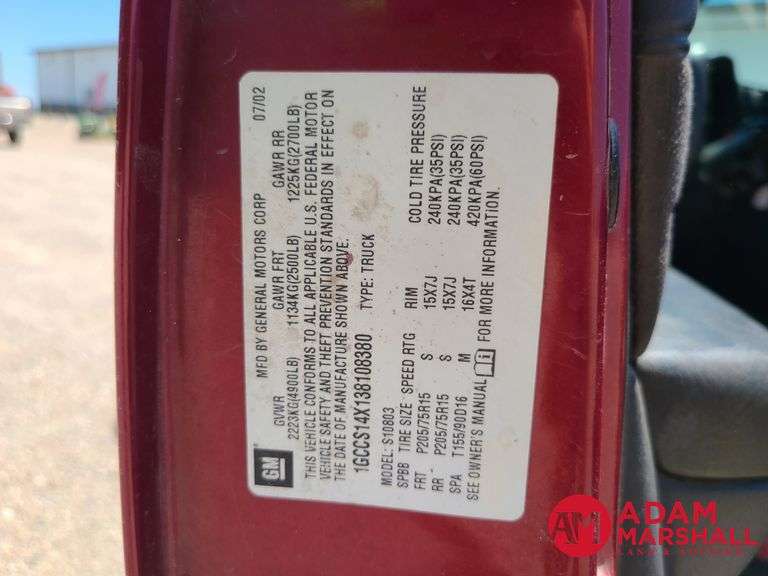 MFD BY GENERAL MOTORS CORP 07/02
GM
GVWR GAWR FRT GAWR RR
2223KG(4900LB) 1134KG(2500LB) 1225KG(2700LB)
THIS VEHICLE CONFORMS TO ALL APPLICABLE U.S. FEDERAL MOTOR
VEHICLE SAFETY AND THEFT PREVENTION STANDARDS IN EFFECT ON
THE DATE OF MANUFACTURE SHOWN ABOVE.
1GCCS14X138108380 TYPE: TRUCK
MODEL: S10803
SPBB TIRE SIZE SPEED RTG RIM COLD TIRE PRESSURE
FRT P205/75R15 S 15X7J 240KPA(35PSI)
RR - P205/75R15 S 15X7J 240KPA(35PSI)
SPA T155/90D16 M 16X4T 420KPA(60PSI)
SEE OWNER'S MANUAL i FOR MORE INFORMATION.
AM
ADAM
MARSHALL
LAND & AUCTION